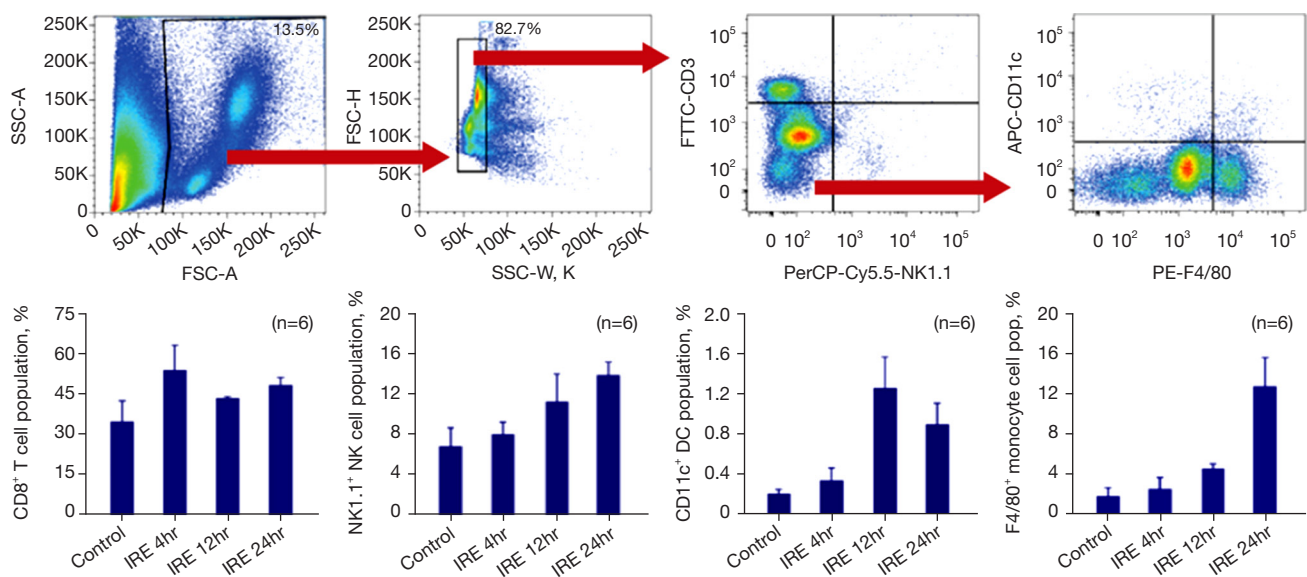 250K
200K
150K
100K
50K
0
SSC-A
13.5%
0 50K 100K 150K 200K 250K
FSC-A
250K
200K
150K
100K
50K
0
FSC-H
82.7%
0 50K 100K 150K 200K 250K
SSC-W, K
10⁵
10⁴
10³
10²
0
FTTC-CD3
0 10² 10³ 10⁴ 10⁵
PerCP-Cy5.5-NK1.1
10⁵
10⁴
10³
10²
0
APC-CD11c
0 10² 10³ 10⁴ 10⁵
PE-F4/80
CD8⁺ T cell population, %
75
60
45
30
15
0
(n=6)
Control IRE 4hr IRE 12hr IRE 24hr
NK1.1⁺ NK cell population, %
20
16
12
8
4
0
(n=6)
Control IRE 4hr IRE 12hr IRE 24hr
CD11c⁺ DC population, %
2.0
1.6
1.2
0.8
0.4
0
(n=6)
Control IRE 4hr IRE 12hr IRE 24hr
F4/80⁺ monocyte cell pop, %
20
16
12
8
4
0
(n=6)
Control IRE 4hr IRE 12hr IRE 24hr